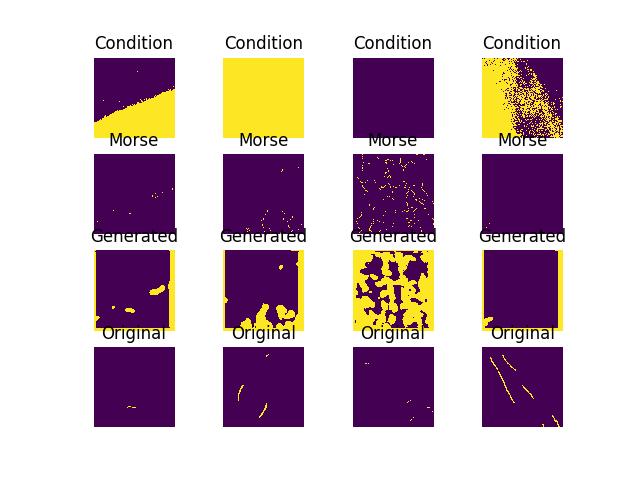 Condition Condition Condition Condition
Morse Morse Morse Morse
Generated Generated Generated Generated
Original Original Original Original